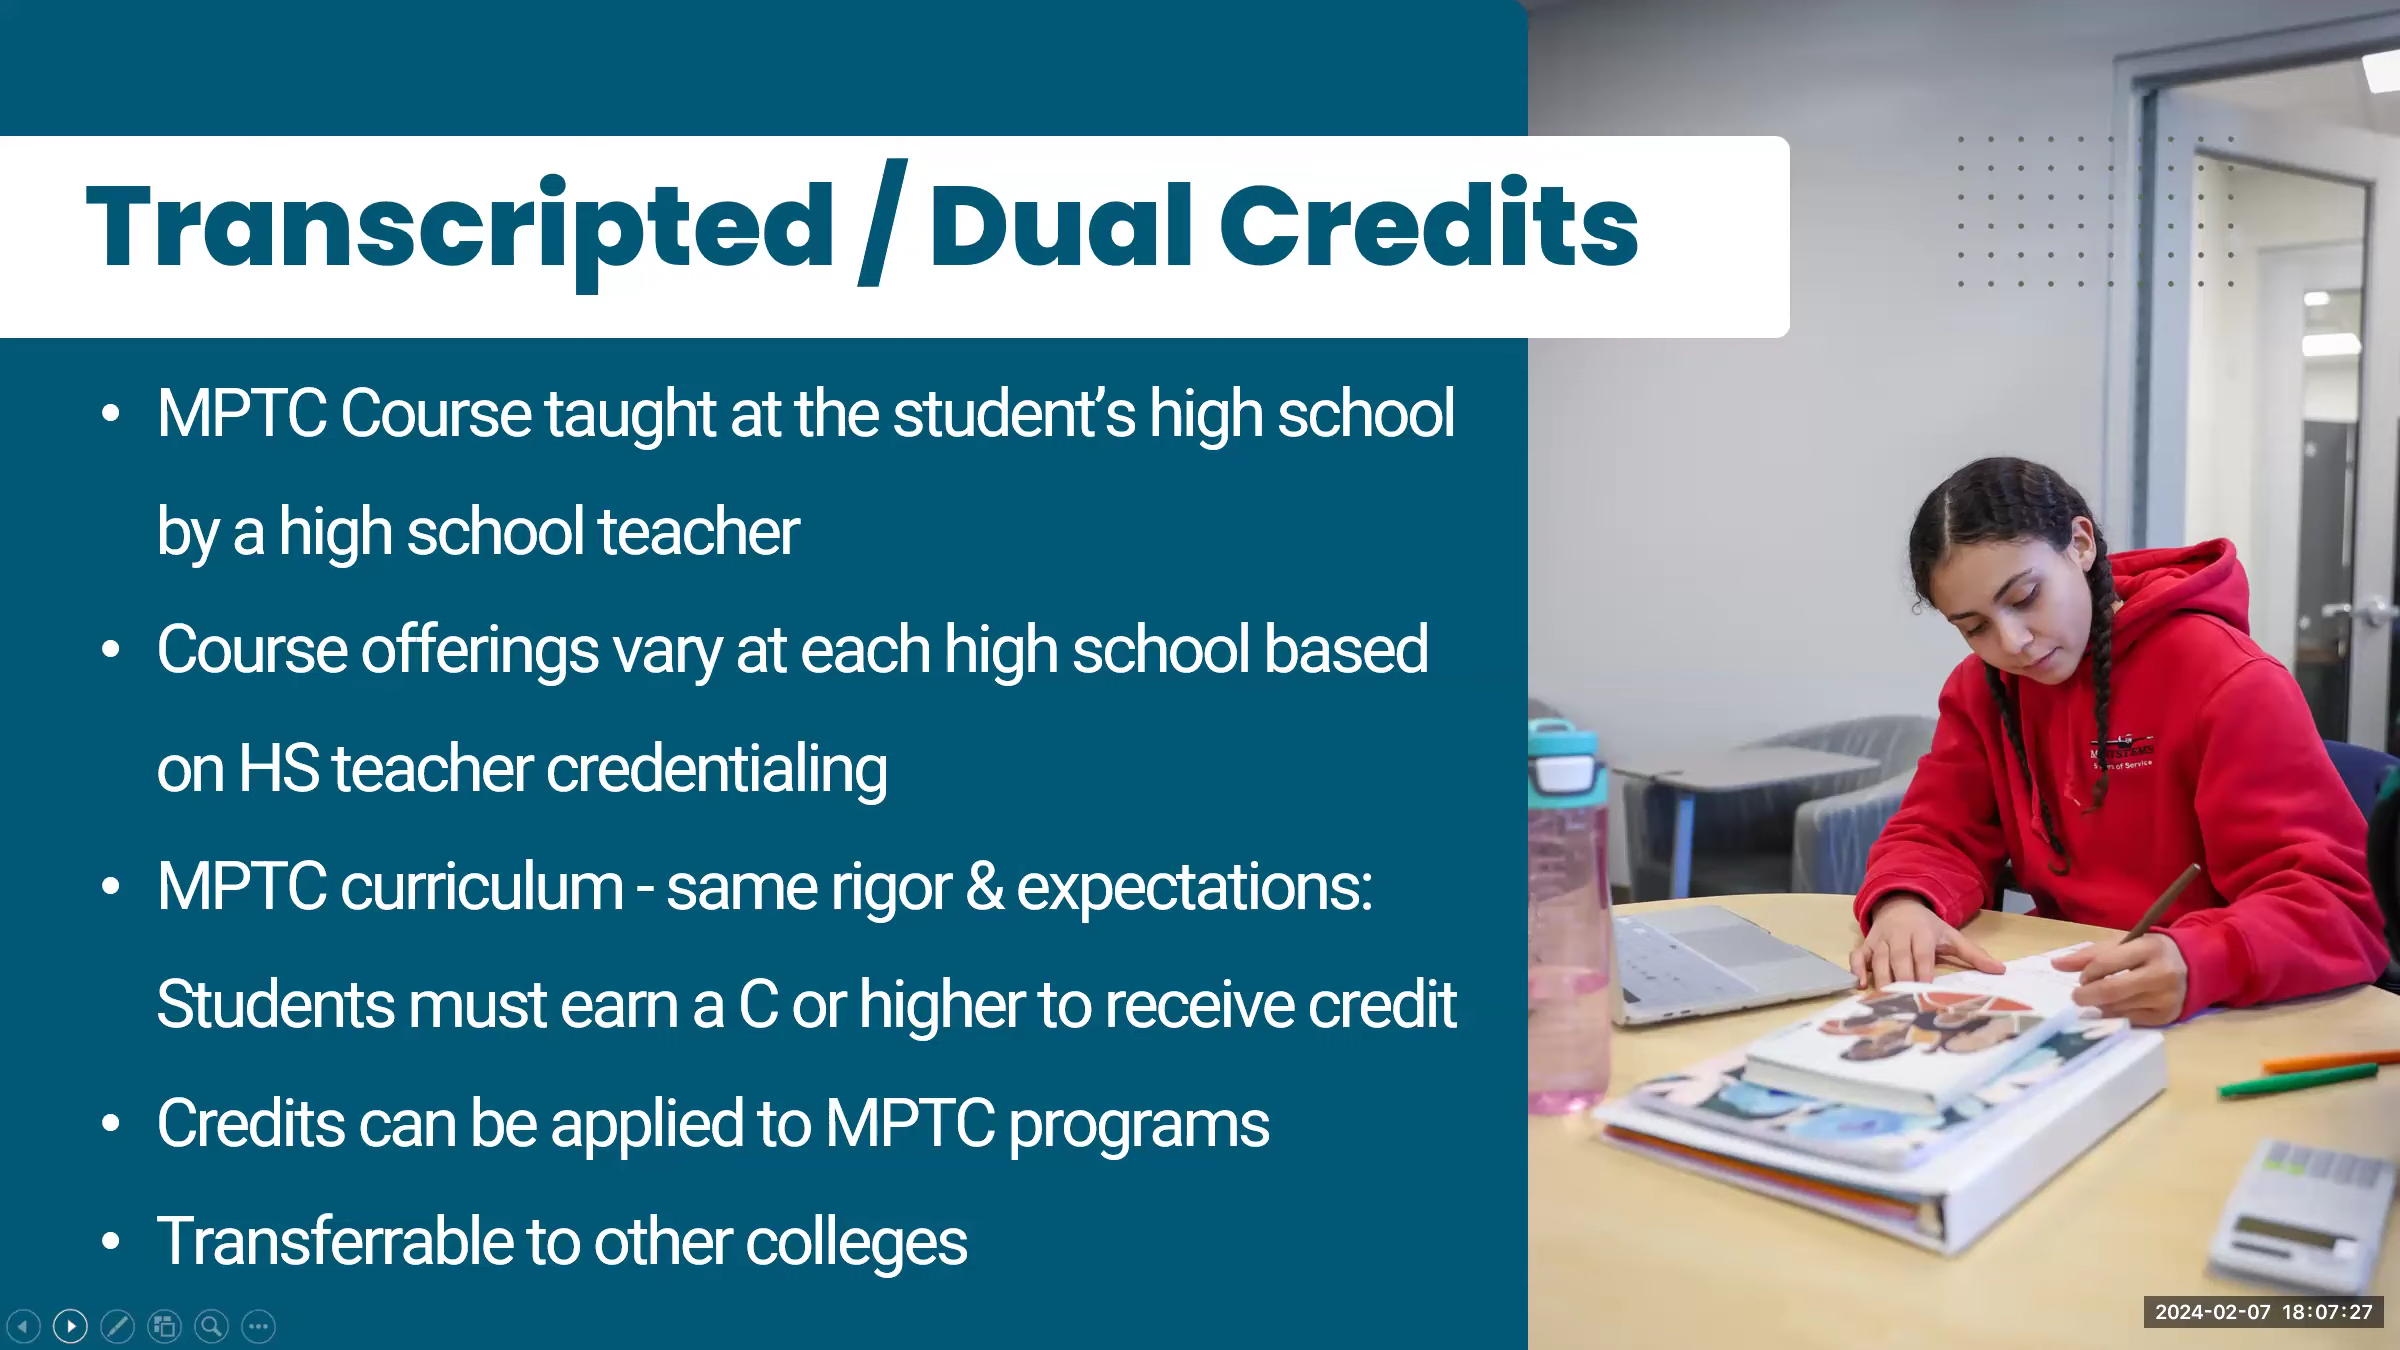 Transcripted / Dual Credits
• MPTC Course taught at the student’s high school
by a high school teacher
• Course offerings vary at each high school based
on HS teacher credentialing
• MPTC curriculum - same rigor & expectations:
Students must earn a C or higher to receive credit
• Credits can be applied to MPTC programs
• Transferrable to other colleges
of Service
2024-02-07 18:07:27